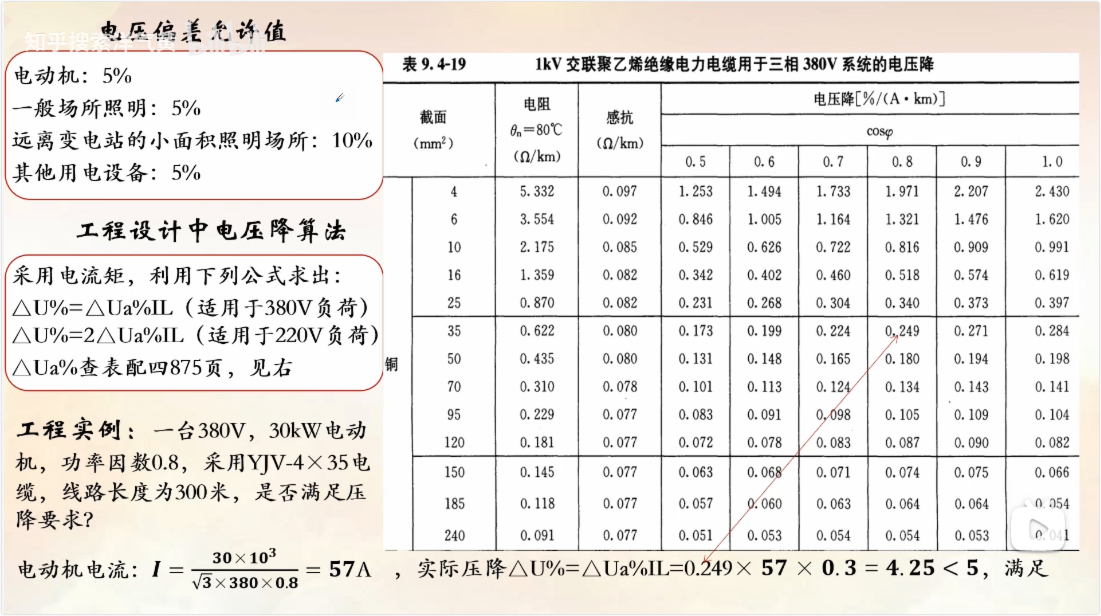 电压偏差允许值
电动机：5%
一般场所照明：5%
远离变电站的小面积照明场所：10%
其他用电设备：5%
工程设计中电压降算法
采用电流矩，利用下列公式求出：
△U%=△Ua%IL（适用于380V负荷）
△U%=2△Ua%IL（适用于220V负荷）
△Ua%查表配四875页，见右
工程实例：一台380V，30kW电动
机，功率因数0.8，采用YJV-4×35电
缆，线路长度为300米，是否满足压
降要求？
表 9.4-19 1kV 交联聚乙烯绝缘电力电缆用于三相 380V 系统的电压降
截面 (mm²) 电阻 θn=80℃ (Ω/km) 感抗 (Ω/km) 电压降[%/(A·km)]
cosφ
0.5 0.6 0.7 0.8 0.9 1.0
铜
4 5.332 0.097 1.253 1.494 1.733 1.971 2.207 2.430
6 3.554 0.092 0.846 1.005 1.164 1.321 1.476 1.620
10 2.175 0.085 0.529 0.626 0.722 0.816 0.909 0.991
16 1.359 0.082 0.342 0.402 0.460 0.518 0.574 0.619
25 0.870 0.082 0.231 0.268 0.304 0.340 0.373 0.397
35 0.622 0.080 0.173 0.199 0.224 0.249 0.271 0.284
50 0.435 0.080 0.131 0.148 0.165 0.180 0.194 0.198
70 0.310 0.078 0.101 0.113 0.124 0.134 0.143 0.141
95 0.229 0.077 0.083 0.091 0.098 0.105 0.109 0.104
120 0.181 0.077 0.072 0.078 0.083 0.087 0.090 0.082
150 0.145 0.077 0.063 0.068 0.071 0.074 0.075 0.066
185 0.118 0.077 0.057 0.060 0.063 0.064 0.064 0.054
240 0.091 0.077 0.051 0.053 0.054 0.054 0.053 0.041
电动机电流：I = 30×10³ / √3×380×0.8 = 57A ，实际压降△U%=△Ua%IL=0.249× 57 × 0.3 = 4.25 < 5，满足